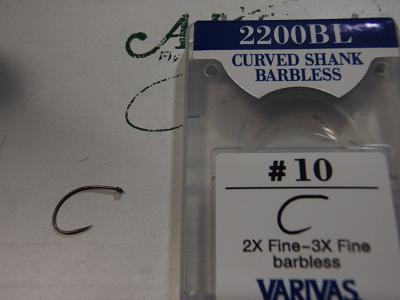 2200BL
CURVED SHANK
BARBLESS
#10
2X Fine~3X Fine
barbless
VARIVAS